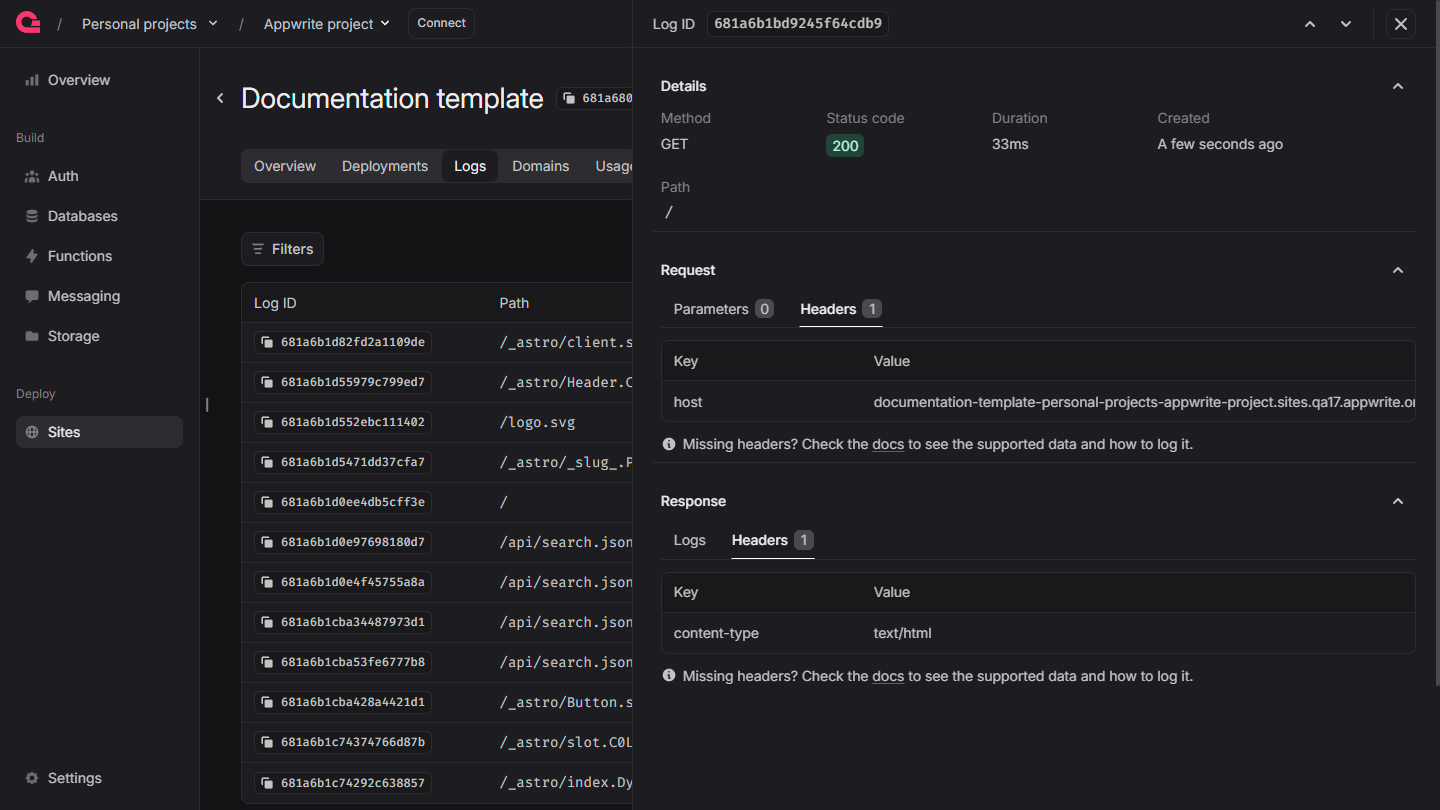 / Personal projects / Appwrite project Connect
Overview
Build
Auth
Databases
Functions
Messaging
Storage
Deploy
Sites
Settings
Documentation template 681a680
Overview Deployments Logs Domains Usage
Filters
Log ID Path
681a6b1d82fd2a1109de /_astro/client.s
681a6b1d55979c799ed7 /_astro/Header.C
681a6b1d552ebc111402 /logo.svg
681a6b1d5471dd37cfa7 /_astro/_slug_.P
681a6b1d0ee4db5cff3e /
681a6b1d0e97698180d7 /api/search.json
681a6b1d0e4f45755a8a /api/search.json
681a6b1cba34487973d1 /api/search.json
681a6b1cba53fe6777b8 /api/search.json
681a6b1cba428a4421d1 /_astro/Button.s
681a6b1c74374766d87b /_astro/slot.C0L
681a6b1c74292c638857 /_astro/index.Dy
Log ID 681a6b1bd9245f64cdb9
Details
Method Status code Duration Created
GET 200 33ms A few seconds ago
Path
/
Request
Parameters 0 Headers 1
Key Value
host documentation-template-personal-projects-appwrite-project.sites.qa17.appwrite.or
Missing headers? Check the docs to see the supported data and how to log it.
Response
Logs Headers 1
Key Value
content-type text/html
Missing headers? Check the docs to see the supported data and how to log it.